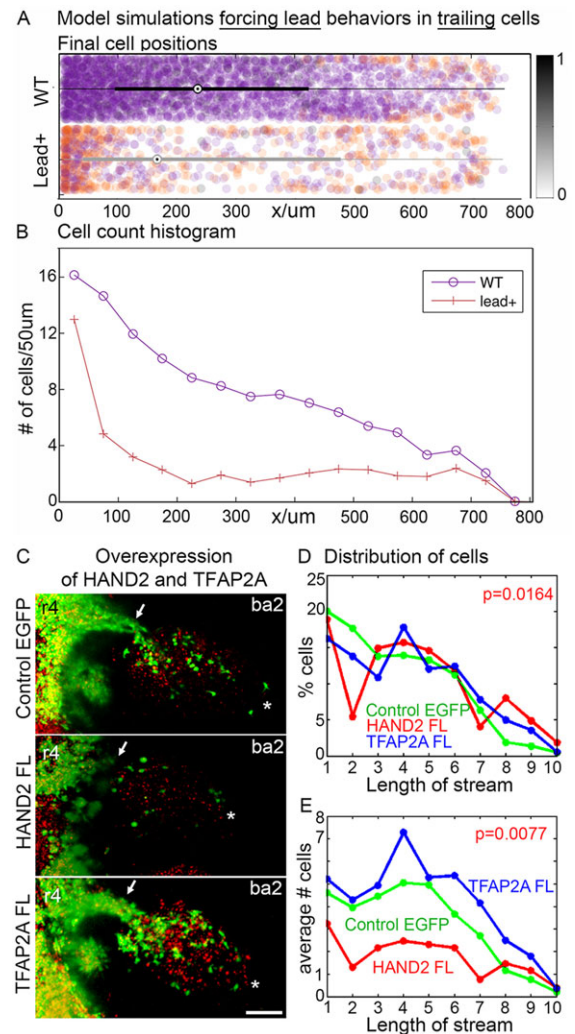 A Model simulations forcing lead behaviors in trailing cells
Final cell positions
WT
Lead+
1
0
0 100 200 300 400 500 600 700 800
x/um
B Cell count histogram
WT
lead+
# of cells/50um
16
12
8
4
0
0 100 200 300 400 500 600 700 800
x/um
C Overexpression
of HAND2 and TFAP2A
Control EGFP
r4 ba2
*
HAND2 FL
r4 ba2
*
TFAP2A FL
r4 ba2
*
D Distribution of cells
p=0.0164
% cells
25
20
15
5
0
Control EGFP
HAND2 FL
TFAP2A FL
1 2 3 4 5 6 7 8 9 10
Length of stream
E
p=0.0077
average # cells
8
7
4
1
0
TFAP2A FL
Control EGFP
HAND2 FL
1 2 3 4 5 6 7 8 9 10
Length of stream